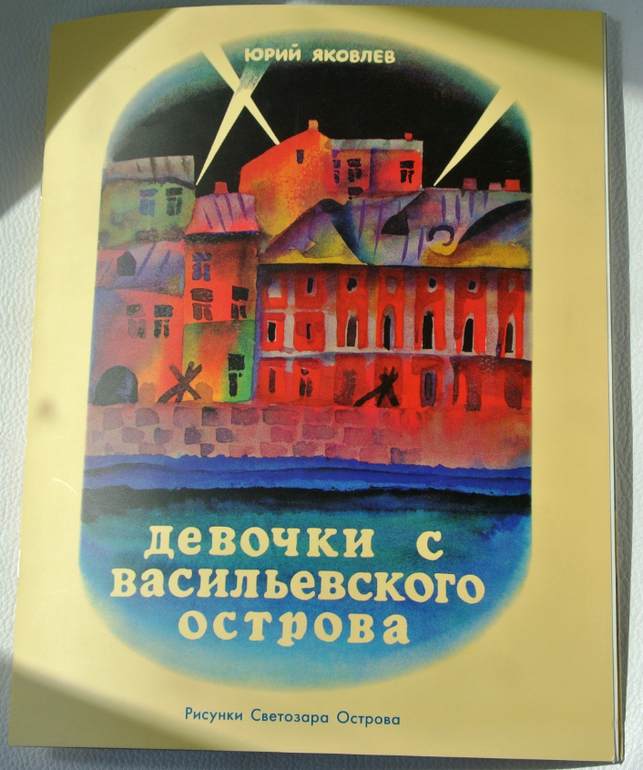 ЮРИЙ ЯКОВЛЕВ
девочки с
васильевского
острова
Рисунки Светозара Острова